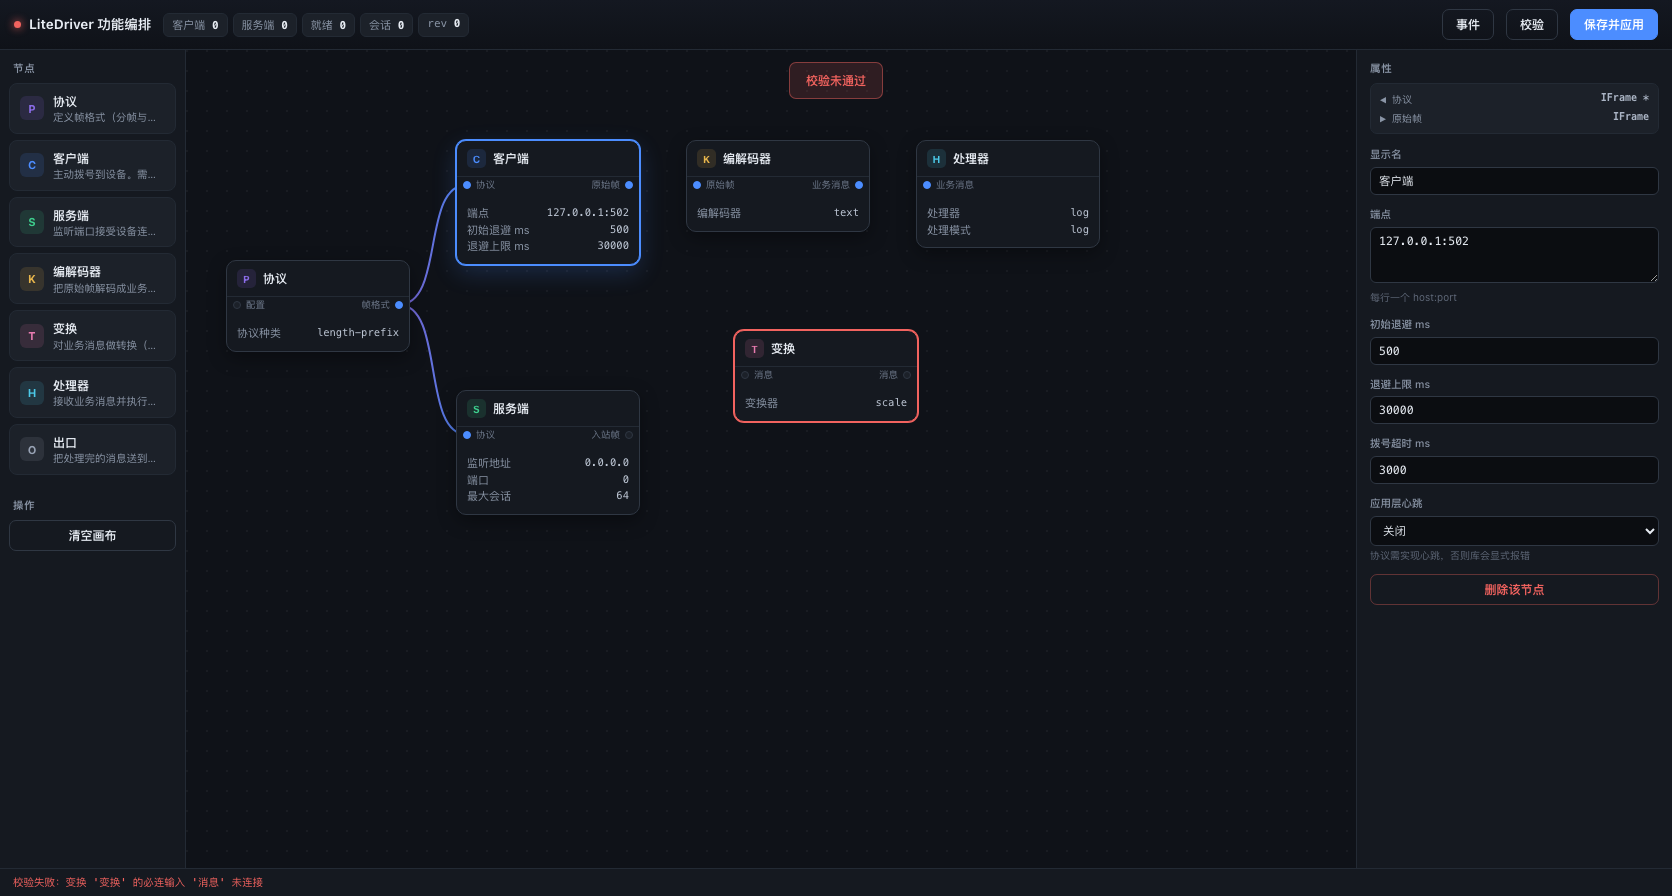 LiteDriver 功能编排
客户端 0
服务端 0
就绪 0
会话 0
rev 0
事件
校验
保存并应用
节点
P
协议
定义帧格式（分帧与...
C
客户端
主动拨号到设备。需...
S
服务端
监听端口接受设备连...
K
编解码器
把原始帧解码成业务...
T
变换
对业务消息做转换（...
H
处理器
接收业务消息并执行...
O
出口
把处理完的消息送到...
操作
清空画布
校验未通过
P 协议
配置 帧格式
协议种类 length-prefix
C 客户端
协议 原始帧
端点 127.0.0.1:502
初始退避 ms 500
退避上限 ms 30000
K 编解码器
原始帧 业务消息
编解码器 text
H 处理器
业务消息
处理器 log
处理模式 log
T 变换
消息 消息
变换器 scale
S 服务端
协议 入站帧
监听地址 0.0.0.0
端口 0
最大会话 64
属性
◀ 协议 IFrame *
▶ 原始帧 IFrame
显示名
客户端
端点
127.0.0.1:502
每行一个 host:port
初始退避 ms
500
退避上限 ms
30000
拨号超时 ms
3000
应用层心跳
关闭
协议需实现心跳，否则库会显式报错
删除该节点
校验失败: 变换 '变换' 的必连输入 '消息' 未连接